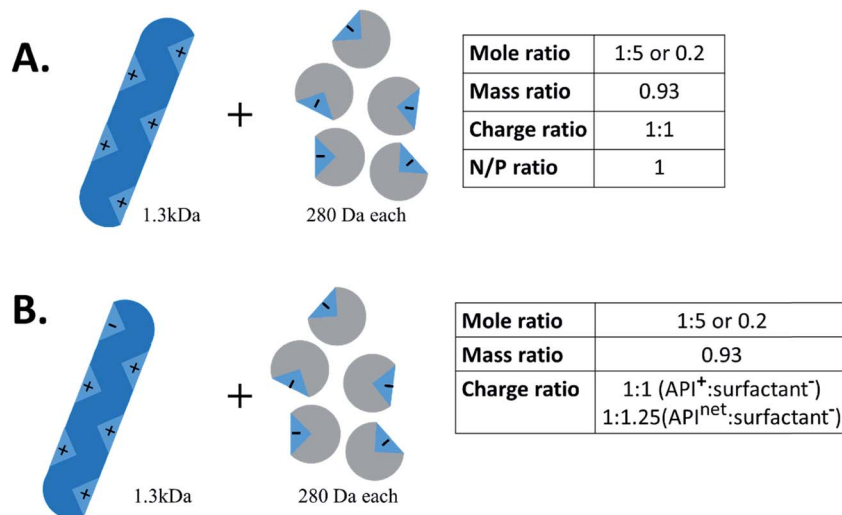 A.
+
+
+
+
+
+
-
-
-
-
-
1.3kDa
280 Da each
Mole ratio 1:5 or 0.2
Mass ratio 0.93
Charge ratio 1:1
N/P ratio 1
B.
-
+
+
+
+
+
-
-
-
-
-
1.3kDa
280 Da each
Mole ratio 1:5 or 0.2
Mass ratio 0.93
Charge ratio 1:1 (API⁺:surfactant⁻)
1:1.25(APIⁿᵉᵗ:surfactant⁻)